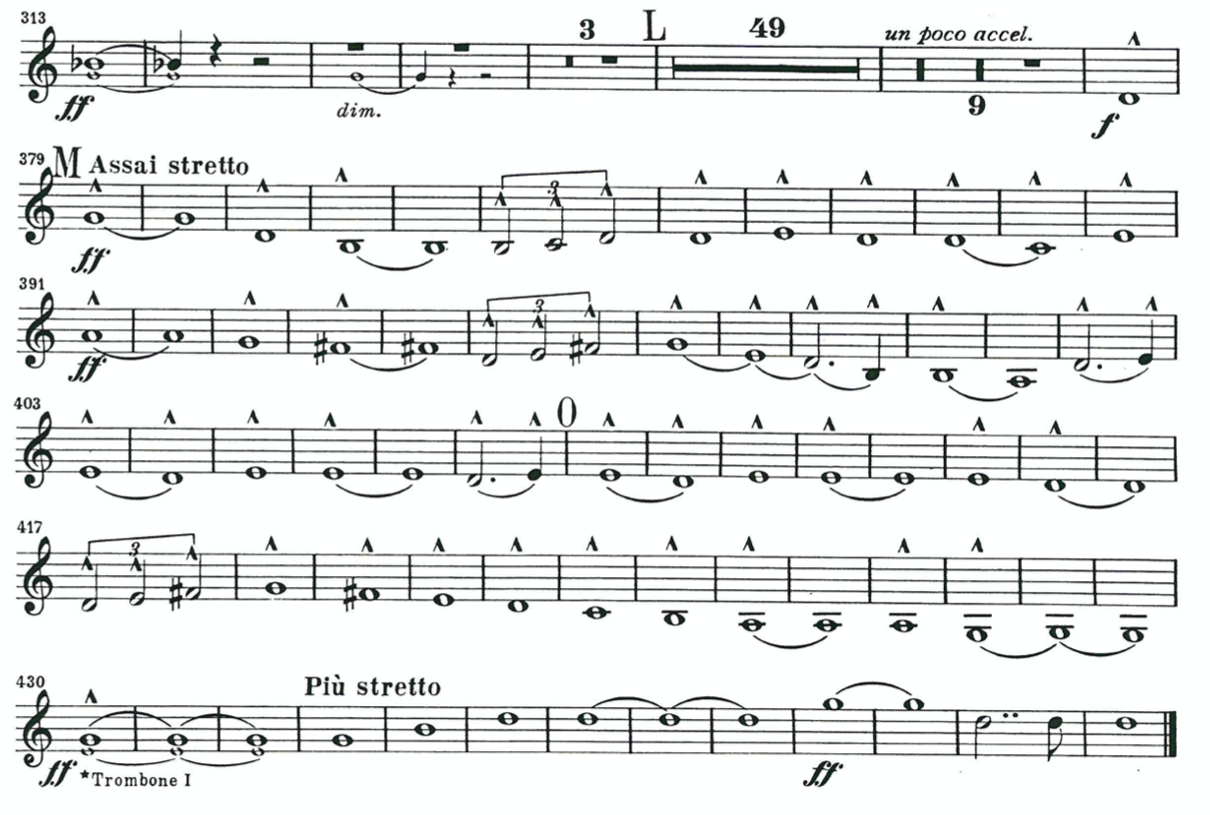 313 3 L 49 un poco accel.
ff dim. 9 f
379 M Assai stretto
3
ff
391
3
ff
403 O
417
3
430 Più stretto
ff *Trombone I ff